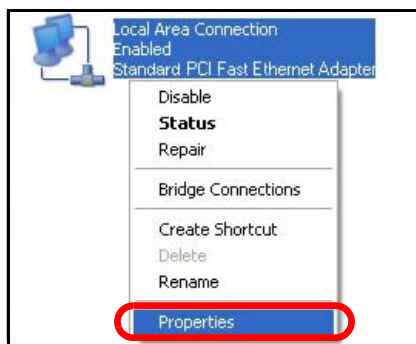 Local Area Connection
Enabled
Standard PCI Fast Ethernet Adapter
Disable
Status
Repair
Bridge Connections
Create Shortcut
Delete
Rename
Properties